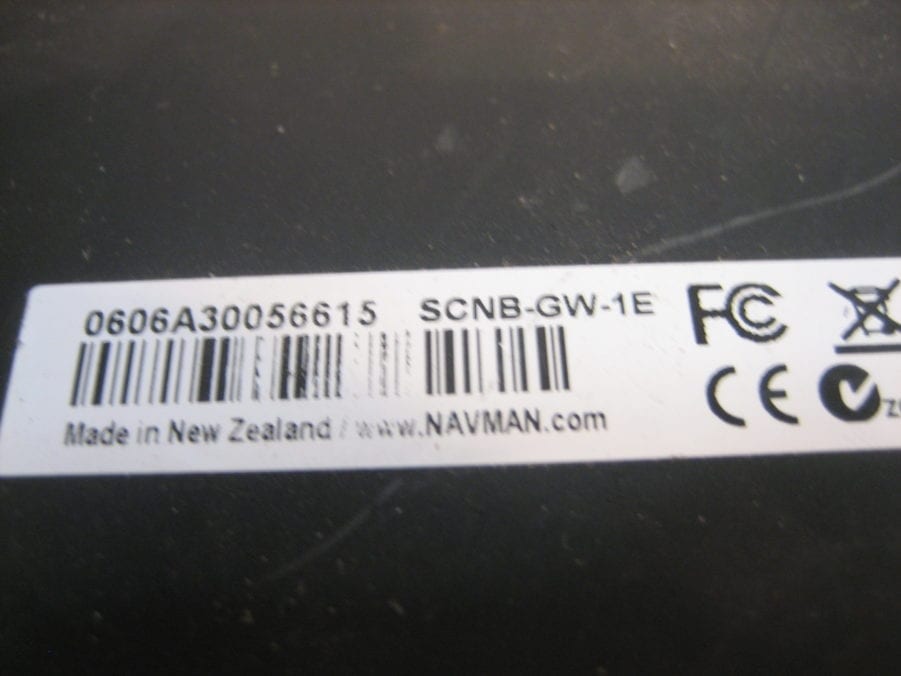 0606A30056615 SCNB-GW-1E
FC
CE
Made in New Zealand / www.NAVMAN.com